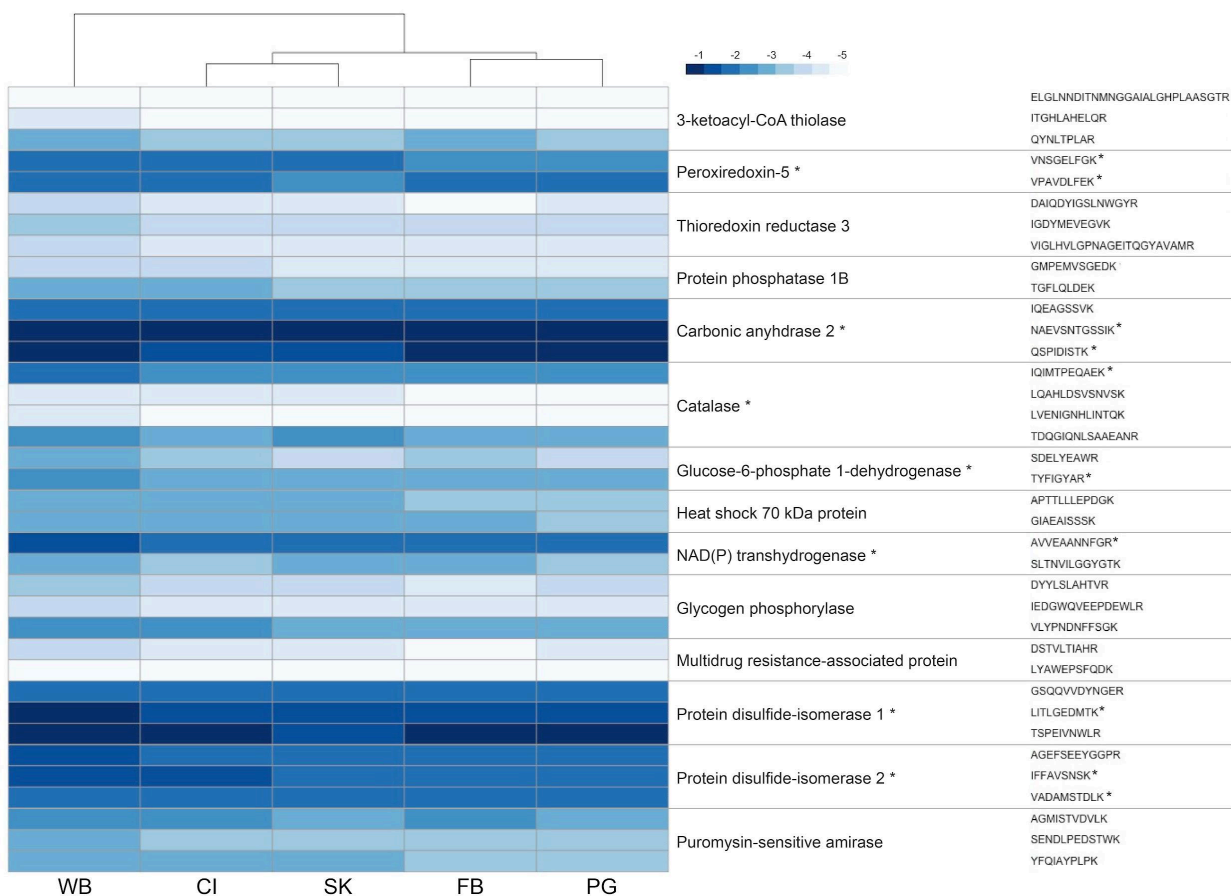 -1 -2 -3 -4 -5
ELGLNNDITNMNGGAIALGHPLAASGTR
3-ketoacyl-CoA thiolase
ITGHLAHELQR
QYNLTPLAR
Peroxiredoxin-5 *
VNSGELFGK*
VPAVDLFEK*
Thioredoxin reductase 3
DAIQDYIGSLNWGYR
IGDYMEVEGVK
VIGLHVLGPNAGEITQGYAVAMR
Protein phosphatase 1B
GMPEMVSGEDK
TGFLQLDEK
Carbonic anyhdrase 2 *
IQEAGSSVK
NAEVSNTGSSIK*
QSPIDISTK*
Catalase *
IQIMTPEQAEK*
LQAHLDSVSNVSK
LVENIGNHLINTQK
TDQGIQNLSAAEANR
Glucose-6-phosphate 1-dehydrogenase *
SDELYEAWR
TYFIGYAR*
Heat shock 70 kDa protein
APTTLLLEPDGK
GIAEAISSSK
NAD(P) transhydrogenase *
AVVEAANNFGR*
SLTNVILGGYGTK
Glycogen phosphorylase
DYYLSLAHTVR
IEDGWQVEEPDEWLR
VLYPNDNFFSGK
Multidrug resistance-associated protein
DSTVLTIAHR
LYAWEPSFQDK
Protein disulfide-isomerase 1 *
GSQQVVDYNGER
LITLGEDMTK*
TSPEIVNWLR
Protein disulfide-isomerase 2 *
AGEFSEEYGGPR
IFFAVSNSK*
VADAMSTDLK*
Puromysin-sensitive amirase
AGMISTVDVLK
SENDLPEDSTWK
YFQIAYPLPK
WB CI SK FB PG